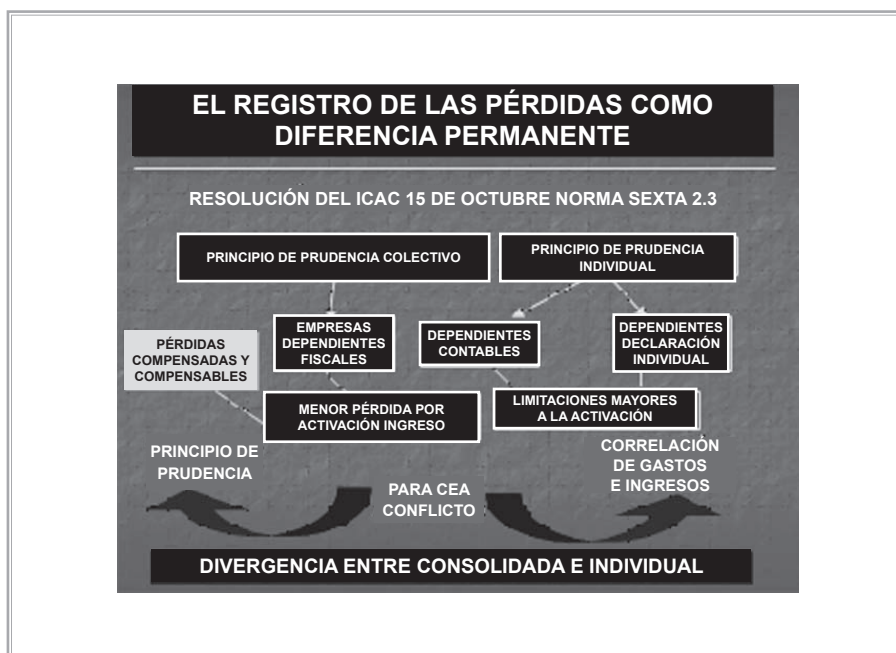 EL REGISTRO DE LAS PÉRDIDAS COMO
DIFERENCIA PERMANENTE
RESOLUCIÓN DEL ICAC 15 DE OCTUBRE NORMA SEXTA 2.3
PRINCIPIO DE PRUDENCIA COLECTIVO
PRINCIPIO DE PRUDENCIA
INDIVIDUAL
PÉRDIDAS
COMPENSADAS Y
COMPENSABLES
EMPRESAS
DEPENDIENTES
FISCALES
DEPENDIENTES
CONTABLES
DEPENDIENTES
DECLARACIÓN
INDIVIDUAL
MENOR PÉRDIDA POR
ACTIVACIÓN INGRESO
LIMITACIONES MAYORES
A LA ACTIVACIÓN
PRINCIPIO DE
PRUDENCIA
PARA CEA
CONFLICTO
CORRELACIÓN
DE GASTOS
E INGRESOS
DIVERGENCIA ENTRE CONSOLIDADA E INDIVIDUAL